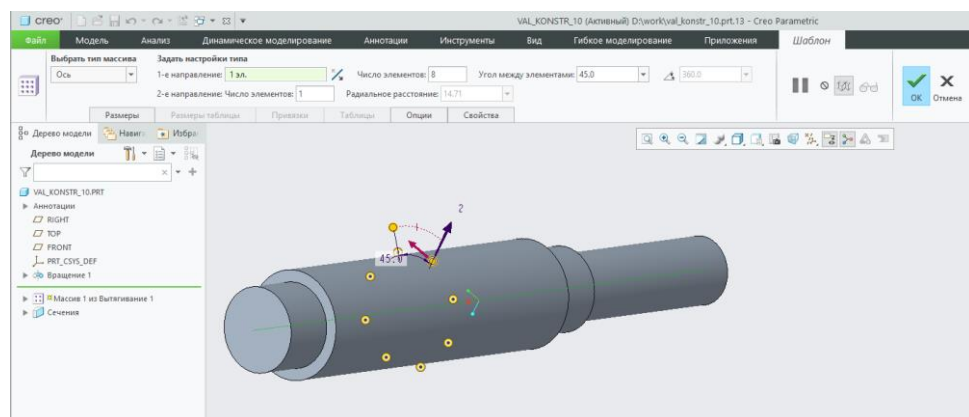 creo VAL_KONSTR_10 (Активный) D:\work\val_konstr_10.prt.13 - Creo Parametric
Файл Модель Анализ Динамическое моделирование Аннотации Инструменты Вид Гибкое моделирование Приложения Шаблон
Выбрать тип массива Задать настройки типа
Ось 1-е направление: 1 эл. Число элементов: 8 Угол между элементами: 45.0 360.0
2-е направление: Число элементов: 1 Радиальное расстояние: 14.71
OK Отмена
Размеры Размеры таблицы Привязки Таблицы Опции Свойства
Дерево модели Навига Избра
Дерево модели
VAL_KONSTR_10.PRT
Аннотации
RIGHT
TOP
FRONT
PRT_CSYS_DEF
Вращение 1
Массив 1 из Вытягивание 1
Сечения
2
45.0